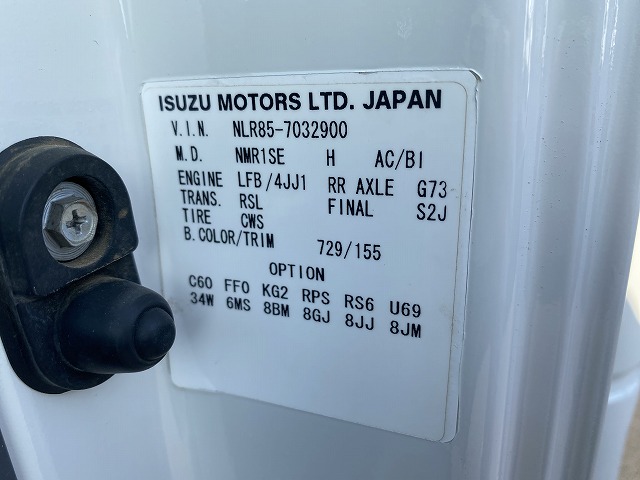 ISUZU MOTORS LTD. JAPAN
V.I.N. NLR85-7032900
M.D. NMR1SE H AC/BI
ENGINE LFB/4JJ1 RR AXLE G73
TRANS. RSL FINAL S2J
TIRE CWS
B.COLOR/TRIM 729/155
OPTION
C60 FF0 KG2 RPS RS6 U69
34W 6MS 8BM 8GJ 8JJ 8JM